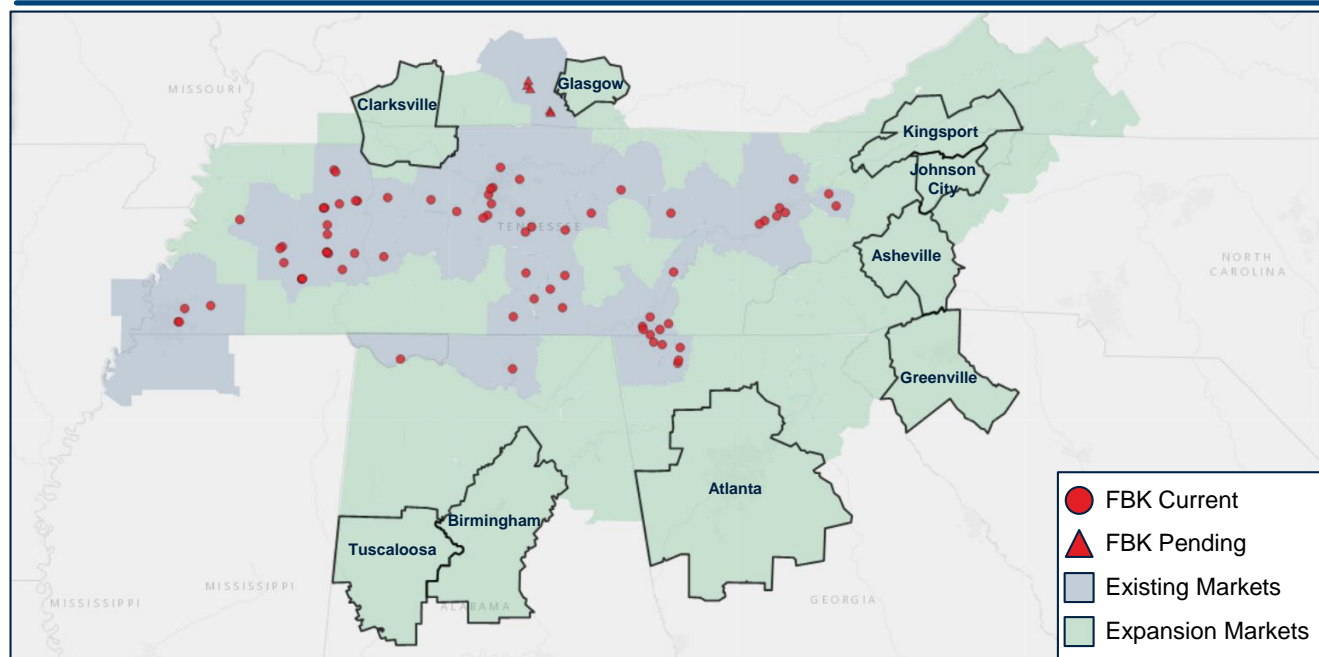 MISSOURI
Clarksville
Glasgow
Kingsport
Johnson
City
TENNESSEE
Asheville
NORTH
CAROLINA
Greenville
Atlanta
Birmingham
Tuscaloosa
MISSISSIPPI
MISSISSIPPI
ALABAMA
GEORGIA
FBK Current
FBK Pending
Existing Markets
Expansion Markets